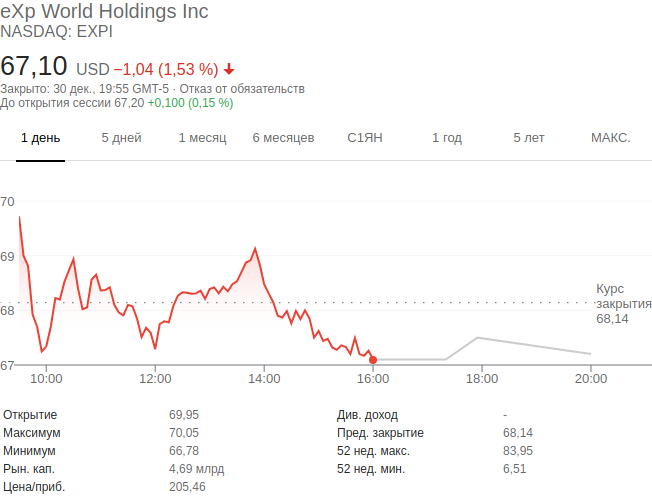 eXp World Holdings Inc
NASDAQ: EXPI
67,10 USD −1,04 (1,53 %)
Закрыто: 30 дек., 19:55 GMT-5 · Отказ от обязательств
До открытия сессии 67,20 +0,100 (0,15 %)
1 день 5 дней 1 месяц 6 месяцев С1ЯН 1 год 5 лет МАКС.
70
69
Курс
закрытия
68
68,14
67
10:00 12:00 14:00 16:00 18:00 20:00
Открытие 69,95 Див. доход -
Максимум 70,05 Пред. закрытие 68,14
Минимум 66,78 52 нед. макс. 83,95
Рын. кап. 4,69 млрд 52 нед. мин. 6,51
Цена/приб. 205,46